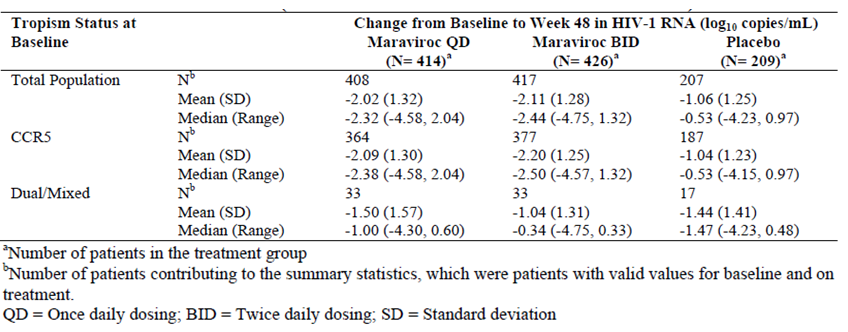 Tropism Status at Baseline Change from Baseline to Week 48 in HIV-1 RNA (log10 copies/mL)
Maraviroc QD (N= 414)a Maraviroc BID (N= 426)a Placebo (N= 209)a
Total Population Nb 408 417 207
Mean (SD) -2.02 (1.32) -2.11 (1.28) -1.06 (1.25)
Median (Range) -2.32 (-4.58, 2.04) -2.44 (-4.75, 1.32) -0.53 (-4.23, 0.97)
CCR5 Nb 364 377 187
Mean (SD) -2.09 (1.30) -2.20 (1.25) -1.04 (1.23)
Median (Range) -2.38 (-4.58, 2.04) -2.50 (-4.57, 1.32) -0.53 (-4.15, 0.97)
Dual/Mixed Nb 33 33 17
Mean (SD) -1.50 (1.57) -1.04 (1.31) -1.44 (1.41)
Median (Range) -1.00 (-4.30, 0.60) -0.34 (-4.75, 0.33) -1.47 (-4.23, 0.48)
aNumber of patients in the treatment group
bNumber of patients contributing to the summary statistics, which were patients with valid values for baseline and on
treatment.
QD = Once daily dosing; BID = Twice daily dosing; SD = Standard deviation